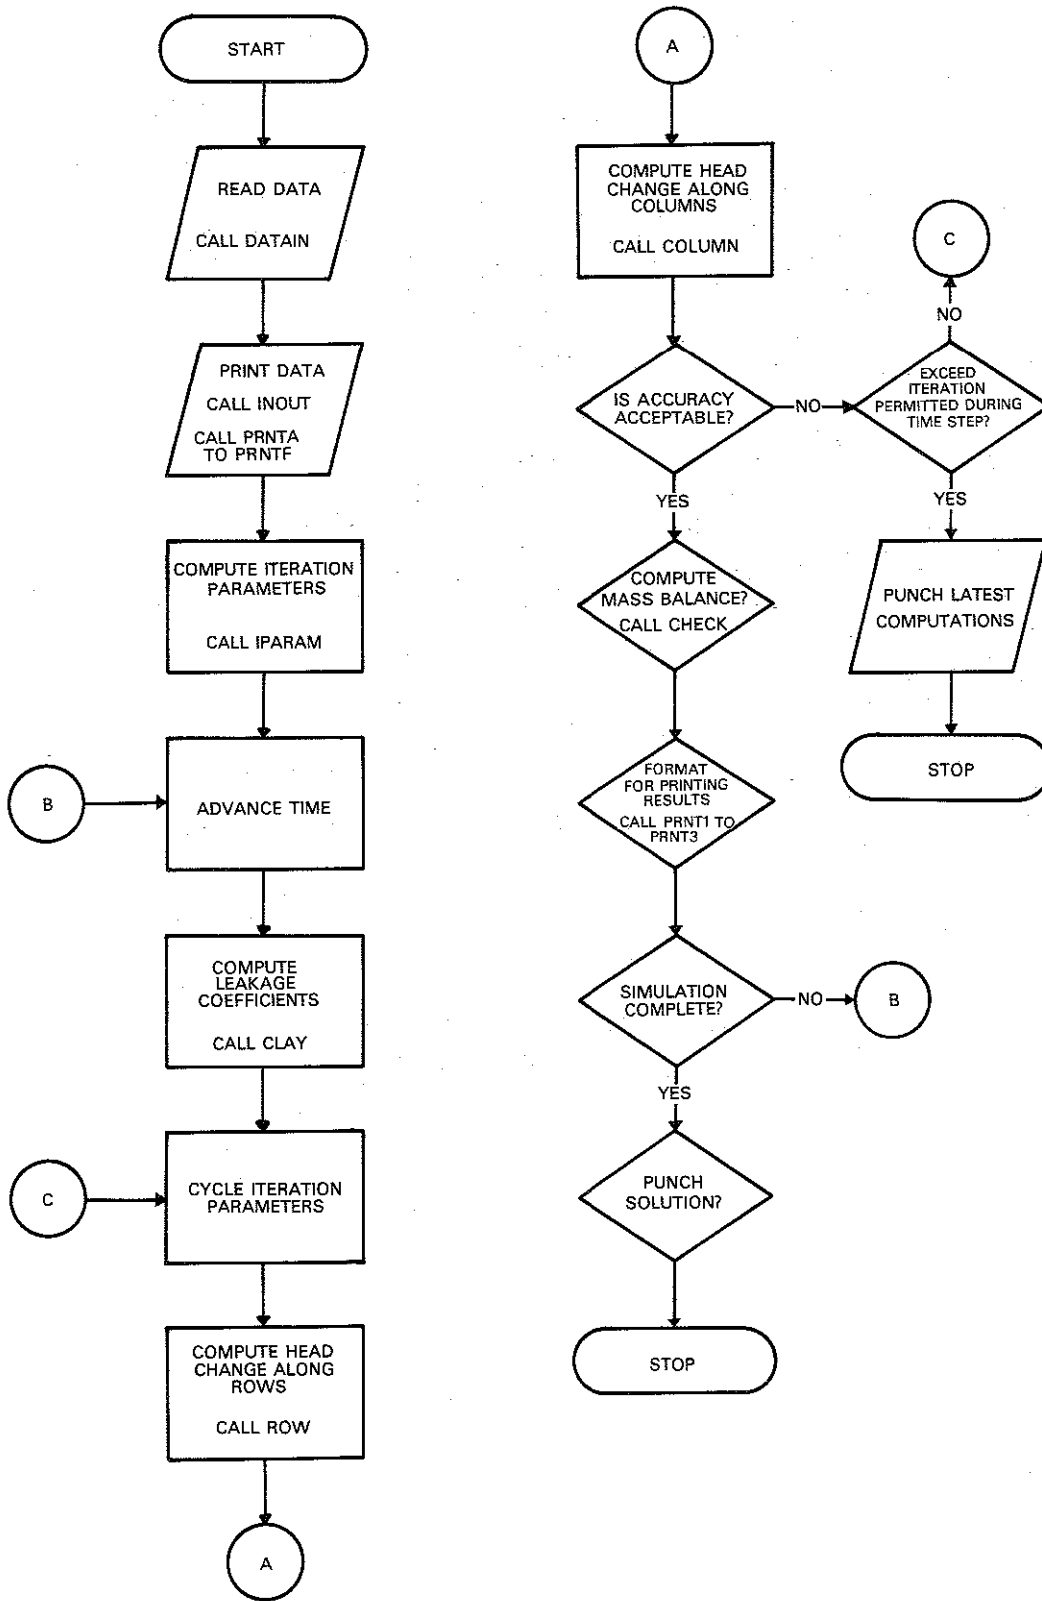 START
READ DATA
CALL DATAIN
PRINT DATA
CALL INOUT
CALL PRNTA
TO PRNTF
COMPUTE ITERATION
PARAMETERS
CALL IPARAM
B
ADVANCE TIME
COMPUTE
LEAKAGE
COEFFICIENTS
CALL CLAY
C
CYCLE ITERATION
PARAMETERS
COMPUTE HEAD
CHANGE ALONG
ROWS
CALL ROW
A
A
COMPUTE HEAD
CHANGE ALONG
COLUMNS
CALL COLUMN
IS ACCURACY
ACCEPTABLE?
NO
EXCEED
ITERATION
PERMITTED DURING
TIME STEP?
NO
C
YES
PUNCH LATEST
COMPUTATIONS
STOP
YES
COMPUTE
MASS BALANCE?
CALL CHECK
FORMAT
FOR PRINTING
RESULTS
CALL PRNT1 TO
PRNT3
SIMULATION
COMPLETE?
NO
B
YES
PUNCH
SOLUTION?
STOP